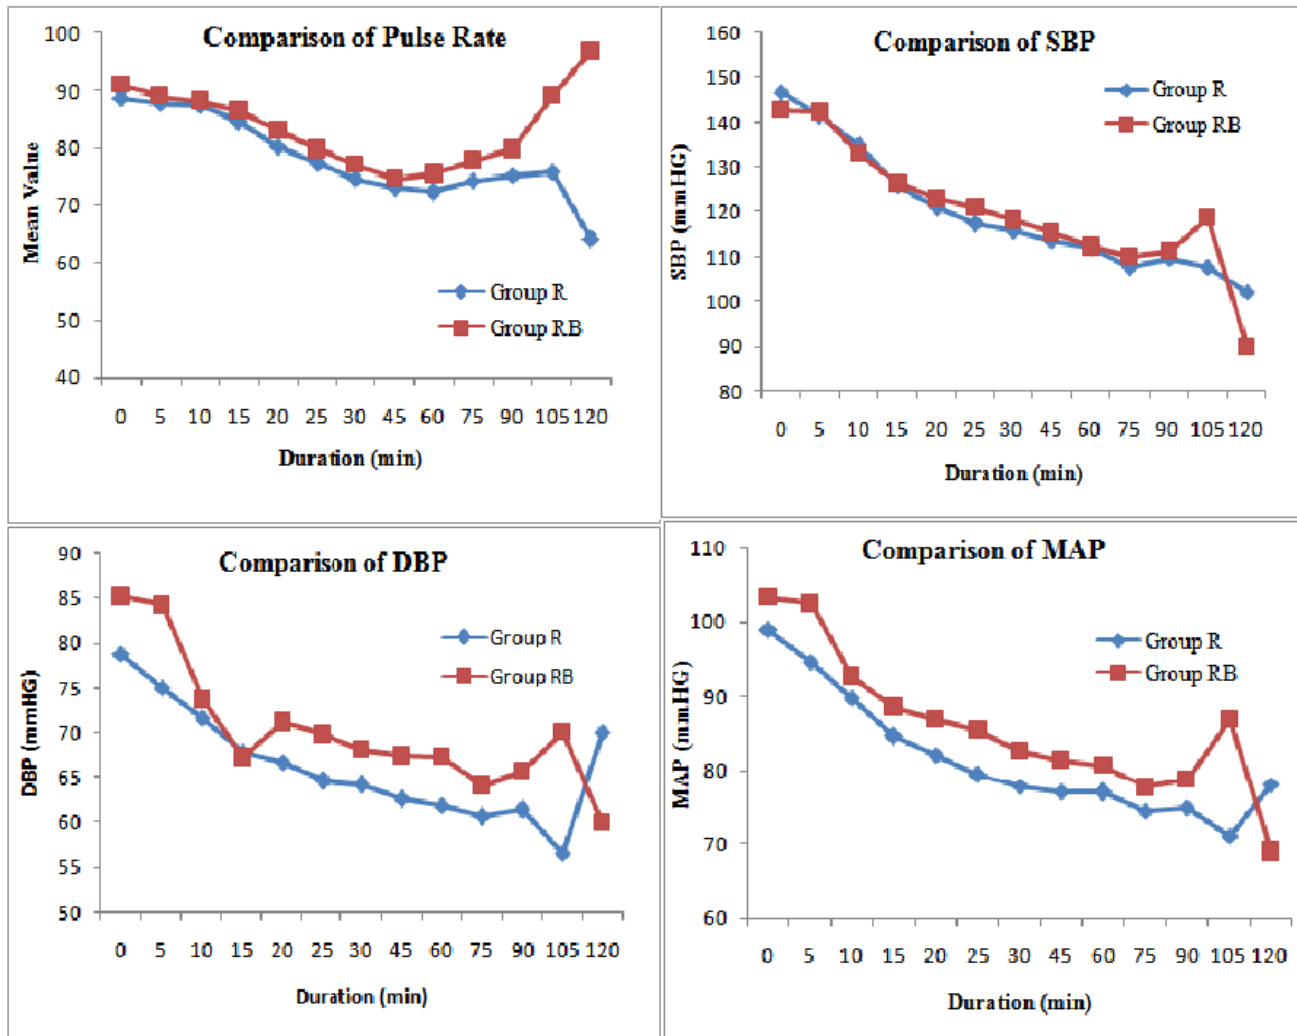 Comparison of Pulse Rate
100
90
80
70
60
50
40
Mean Value
Group R
Group RB
0 5 10 15 20 25 30 45 60 75 90 105 120
Duration (min)
Comparison of SBP
160
150
140
130
120
110
100
90
80
SBP (mmHG)
Group R
Group RB
0 5 10 15 20 25 30 45 60 75 90 105 120
Duration (min)
Comparison of DBP
90
85
80
75
70
65
60
55
50
DBP (mmHG)
Group R
Group RB
0 5 10 15 20 25 30 45 60 75 90 105 120
Duration (min)
Comparison of MAP
110
100
90
80
70
60
MAP (mmHG)
Group R
Group RB
0 5 10 15 20 25 30 45 60 75 90 105 120
Duration (min)